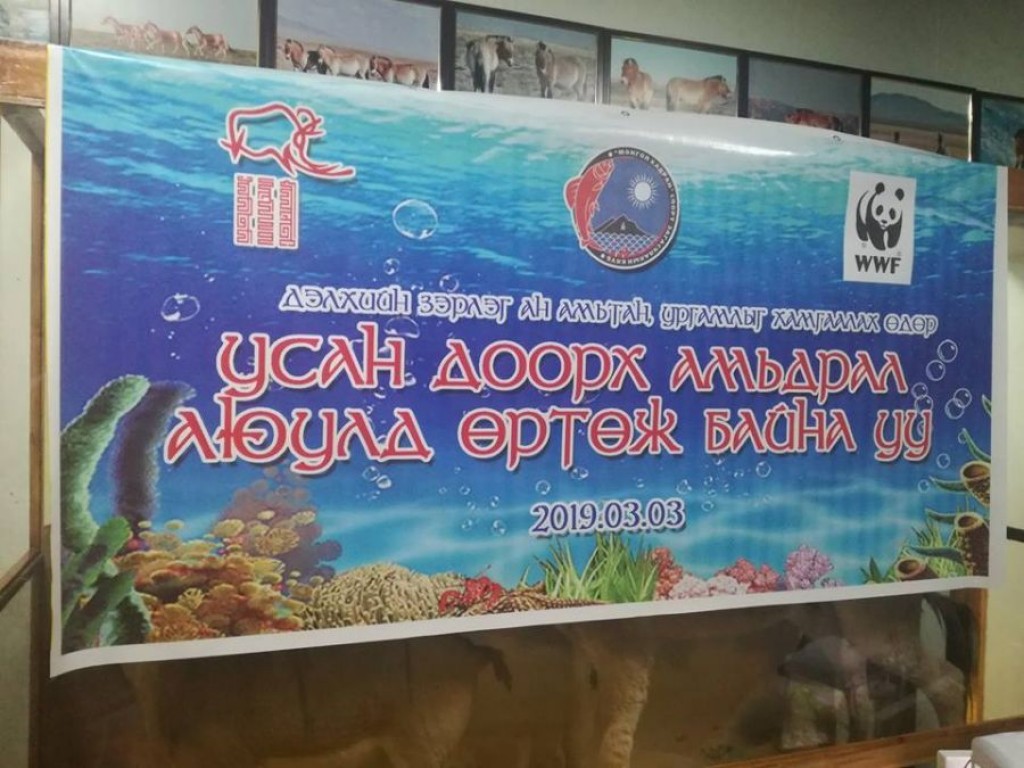 WWF
ДЭЛХИЙН ЗЭРЛЭГ АН АМЬТАН, УРГАМЛЫГ ХАМГААЛАХ ӨДӨР
УСАН ДООРХ АМЬДРАЛ
АЮУЛД ӨРТӨЖ БАЙНА УУ
2019.03.03